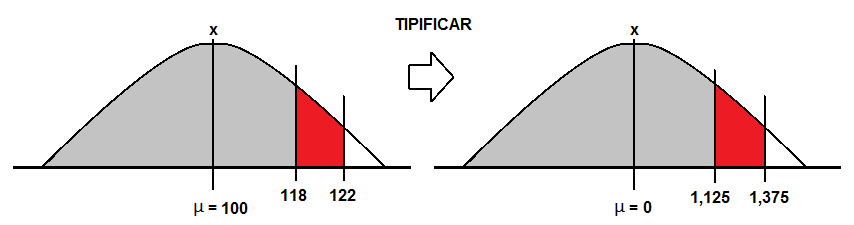 TIPIFICAR
x
118
122
μ = 100
x
1,125
1,375
μ = 0